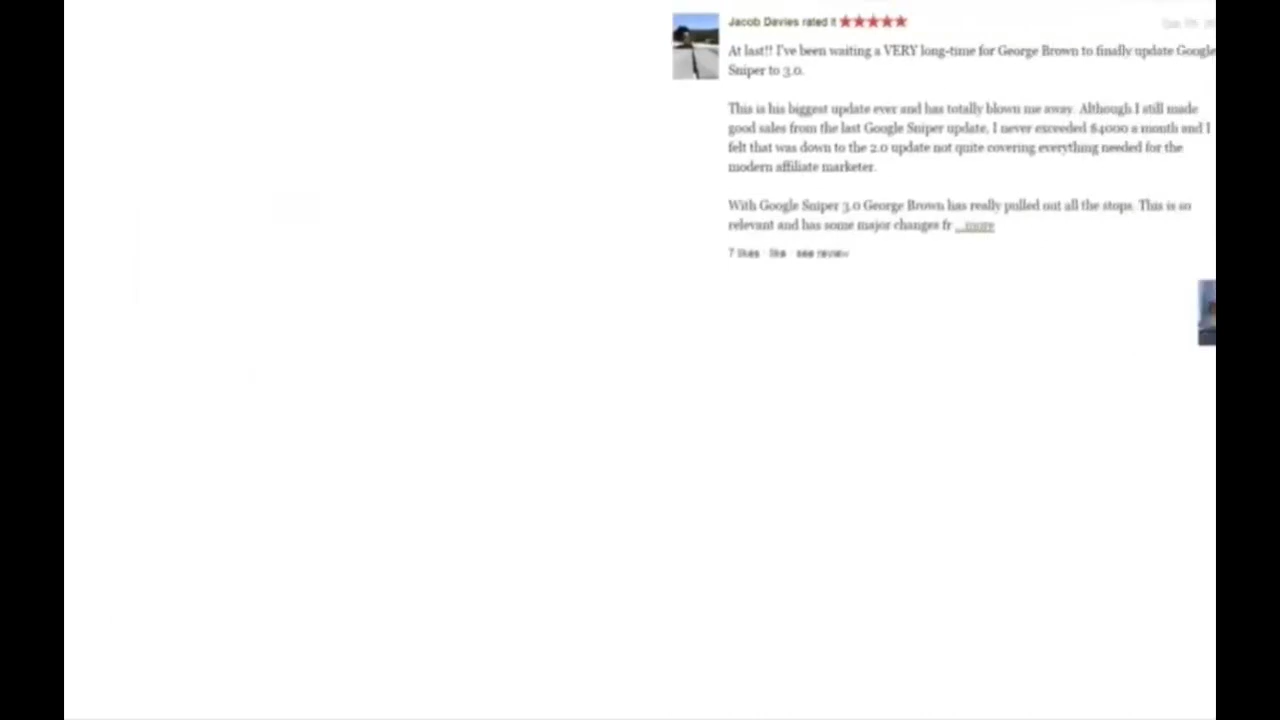 Jacob Davies rated it
At last!! I've been waiting a VERY long-time for George Brown to finally update Google
Sniper to 3.0.
This is his biggest update ever and has totally blown me away. Although I still made
good sales from the last Google Sniper update, I never exceeded $4000 a month and I
felt that was down to the 2.0 update not quite covering everything needed for the
modern affiliate marketer.
With Google Sniper 3.0 George Brown has really pulled out all the stops. This is so
relevant and has some major changes fr ...more
7 likes · like · see review